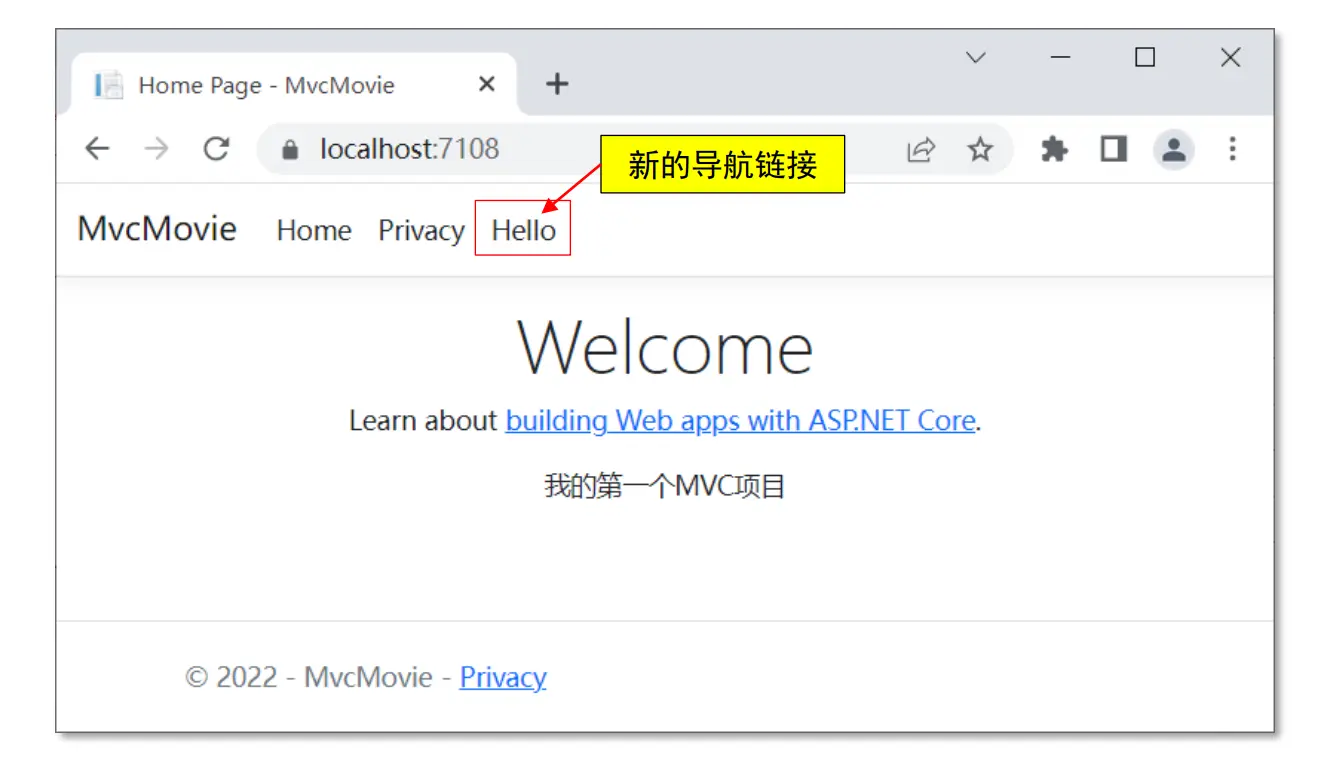 Home Page - MvcMovie
localhost:7108
新的导航链接
MvcMovie Home Privacy Hello
Welcome
Learn about building Web apps with ASP.NET Core.
我的第一个MVC项目
© 2022 - MvcMovie - Privacy